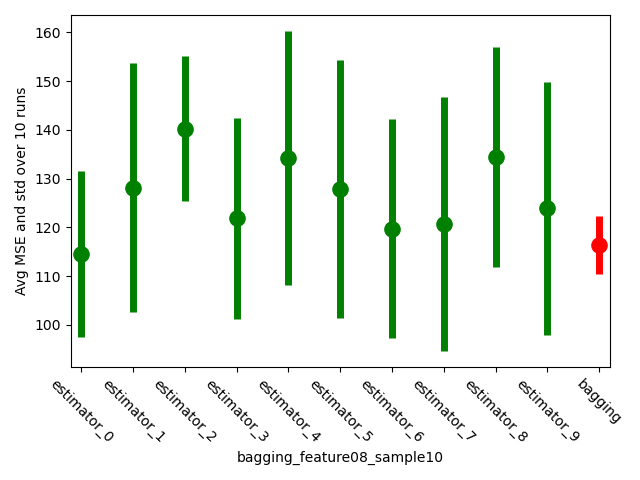 Avg MSE and std over 10 runs
160
150
140
130
120
110
100
estimator_0
estimator_1
estimator_2
estimator_3
estimator_4
estimator_5
estimator_6
estimator_7
estimator_8
estimator_9
bagging
bagging_feature08_sample10